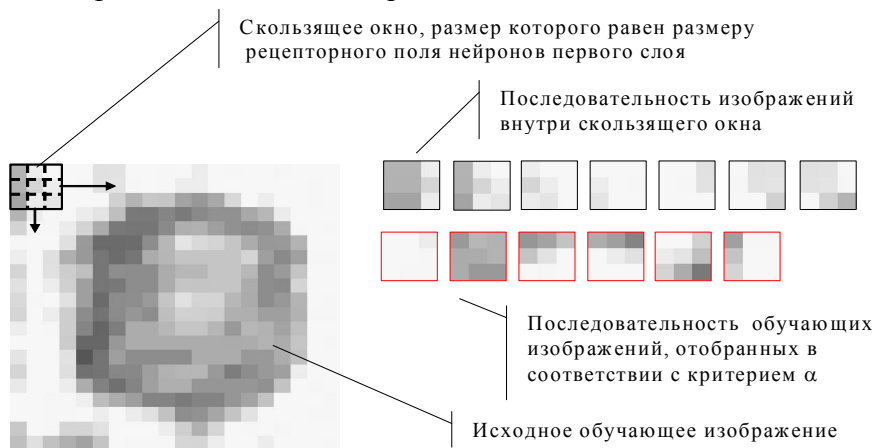 Скользящее окно, размер которого равен размеру
рецепторного поля нейронов первого слоя
Последовательность изображений
внутри скользящего окна
Последовательность обучающих
изображений, отобранных в
соответствии с критерием α
Исходное обучающее изображение